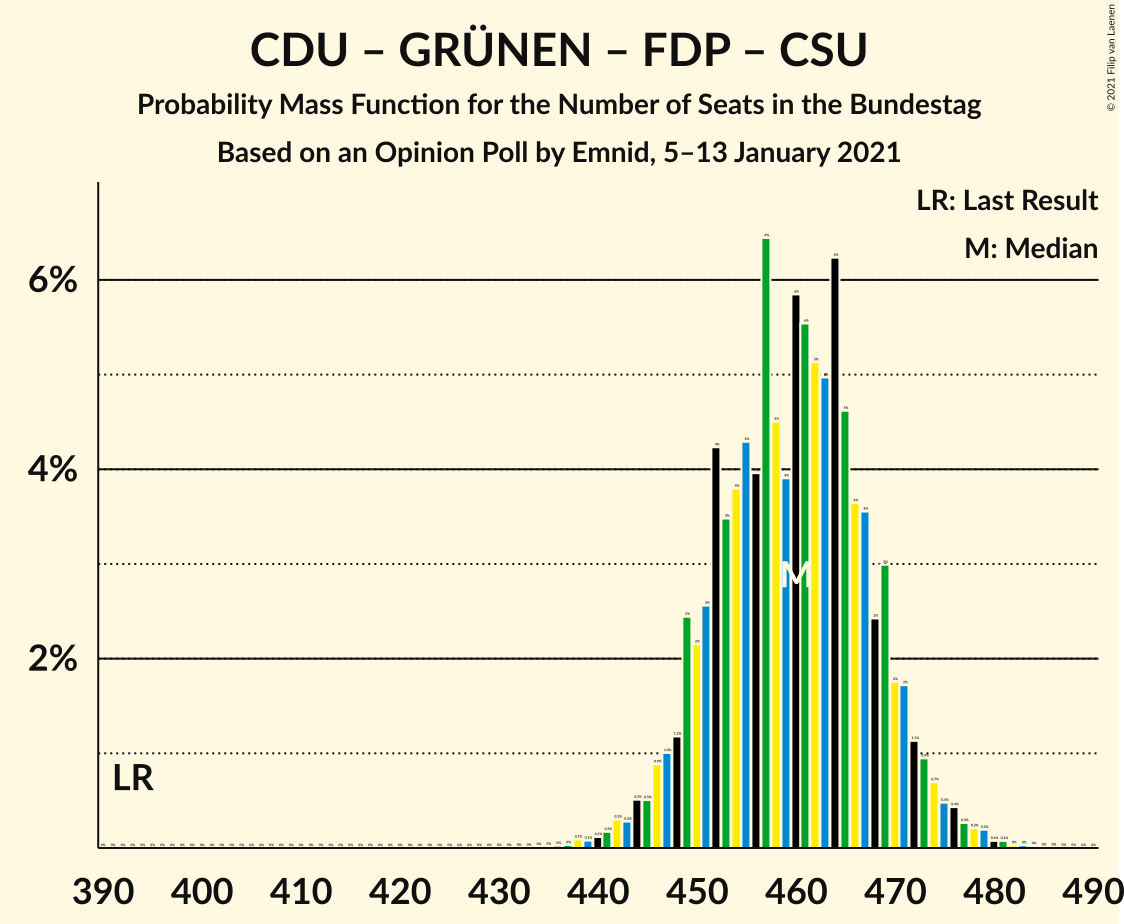 CDU – GRÜNEN – FDP – CSU
Probability Mass Function for the Number of Seats in the Bundestag
Based on an Opinion Poll by Emnid, 5–13 January 2021
© 2021 Filip van Laenen
LR: Last Result
M: Median
6%
4%
2%
LR
M
390 400 410 420 430 440 450 460 470 480 490